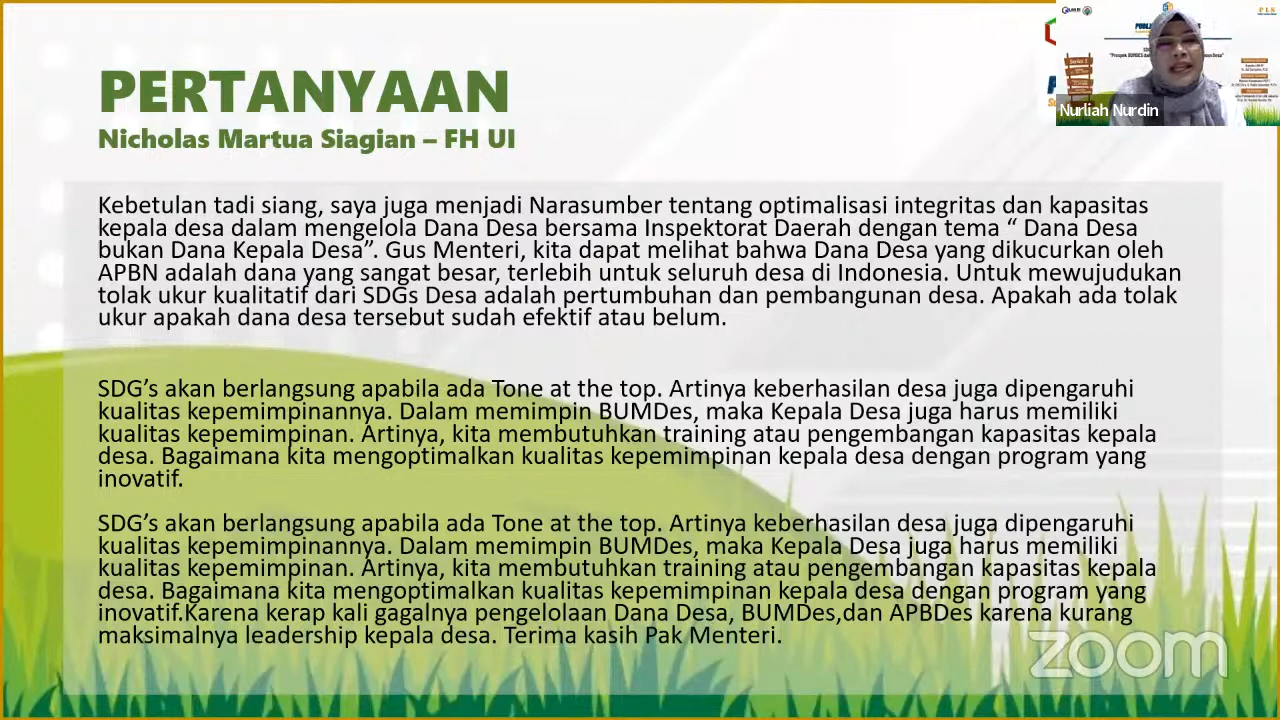 PERTANYAAN
Nicholas Martua Siagian – FH UI
Nurliah Nurdin
Kebetulan tadi siang, saya juga menjadi Narasumber tentang optimalisasi integritas dan kapasitas
kepala desa dalam mengelola Dana Desa bersama Inspektorat Daerah dengan tema “ Dana Desa
bukan Dana Kepala Desa”. Gus Menteri, kita dapat melihat bahwa Dana Desa yang dikucurkan oleh
APBN adalah dana yang sangat besar, terlebih untuk seluruh desa di Indonesia. Untuk mewujudukan
tolak ukur kualitatif dari SDGs Desa adalah pertumbuhan dan pembangunan desa. Apakah ada tolak
ukur apakah dana desa tersebut sudah efektif atau belum.
SDG’s akan berlangsung apabila ada Tone at the top. Artinya keberhasilan desa juga dipengaruhi
kualitas kepemimpinannya. Dalam memimpin BUMDes, maka Kepala Desa juga harus memiliki
kualitas kepemimpinan. Artinya, kita membutuhkan training atau pengembangan kapasitas kepala
desa. Bagaimana kita mengoptimalkan kualitas kepemimpinan kepala desa dengan program yang
inovatif.
SDG’s akan berlangsung apabila ada Tone at the top. Artinya keberhasilan desa juga dipengaruhi
kualitas kepemimpinannya. Dalam memimpin BUMDes, maka Kepala Desa juga harus memiliki
kualitas kepemimpinan. Artinya, kita membutuhkan training atau pengembangan kapasitas kepala
desa. Bagaimana kita mengoptimalkan kualitas kepemimpinan kepala desa dengan program yang
inovatif.Karena kerap kali gagalnya pengelolaan Dana Desa, BUMDes,dan APBDes karena kurang
maksimalnya leadership kepala desa. Terima kasih Pak Menteri.
zoom